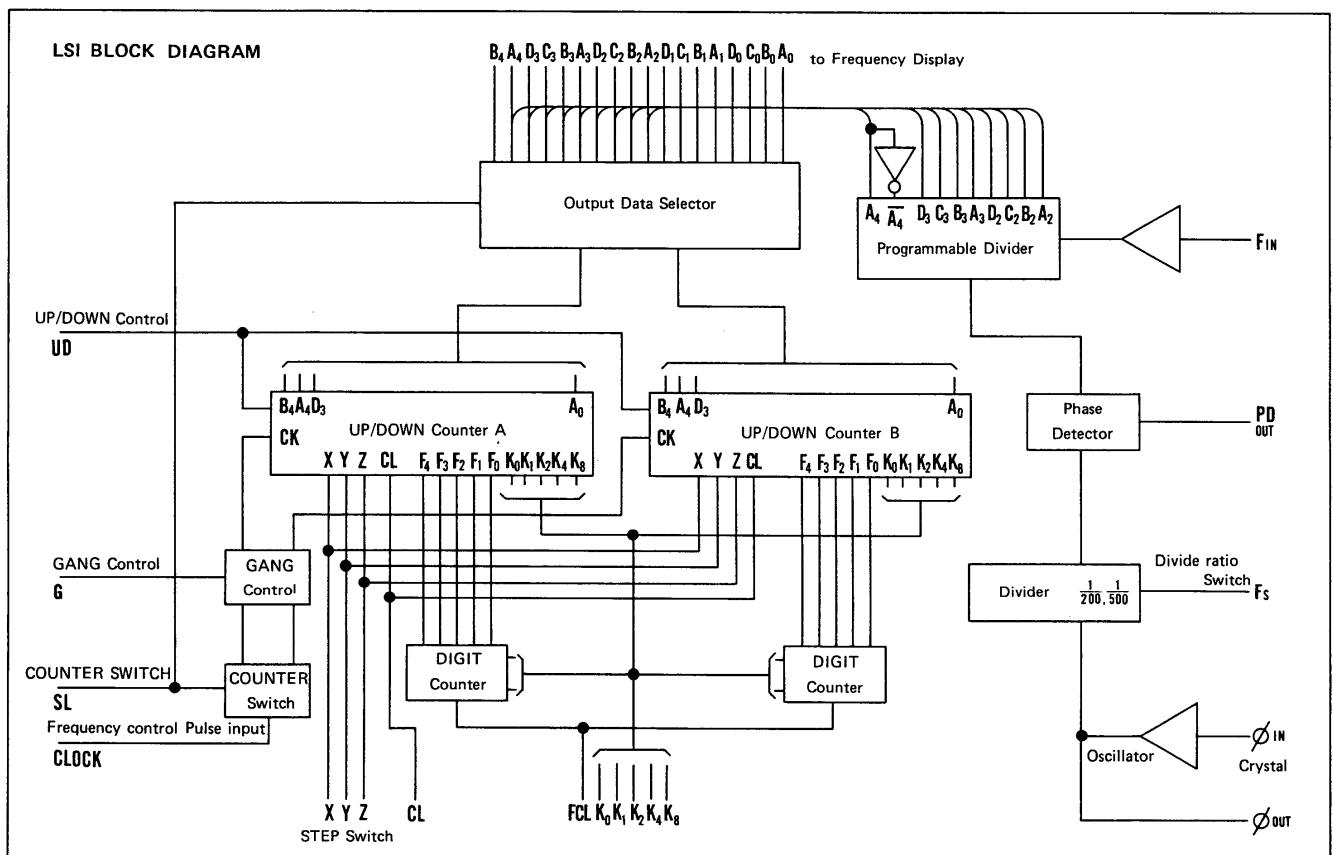 LSI BLOCK DIAGRAM
B4 A4 D3 C3 B3 A3 D2 C2 B2 A2 D1 C1 B1 A1 D0 C0 B0 A0 to Frequency Display
Output Data Selector
A4 A4 D3 C3 B3 A3 D2 C2 B2 A2
Programmable Divider
FIN
UP/DOWN Control
UD
B4 A4 D3 A0
UP/DOWN Counter A
CK
X Y Z CL F4 F3 F2 F1 F0 K0 K1 K2 K4 K8
B4 A4 D3 A0
UP/DOWN Counter B
CK
X Y Z CL F4 F3 F2 F1 F0 K0 K1 K2 K4 K8
Phase
Detector
PD
OUT
GANG Control
G
GANG
Control
Divider 1/200, 1/500
Divide ratio
Switch
FS
COUNTER SWITCH
SL
COUNTER
Switch
Frequency control Pulse input
CLOCK
DIGIT
Counter
DIGIT
Counter
Oscillator
ØIN
Crystal
ØOUT
X Y Z CL
STEP Switch
FCL K0 K1 K2 K4 K8